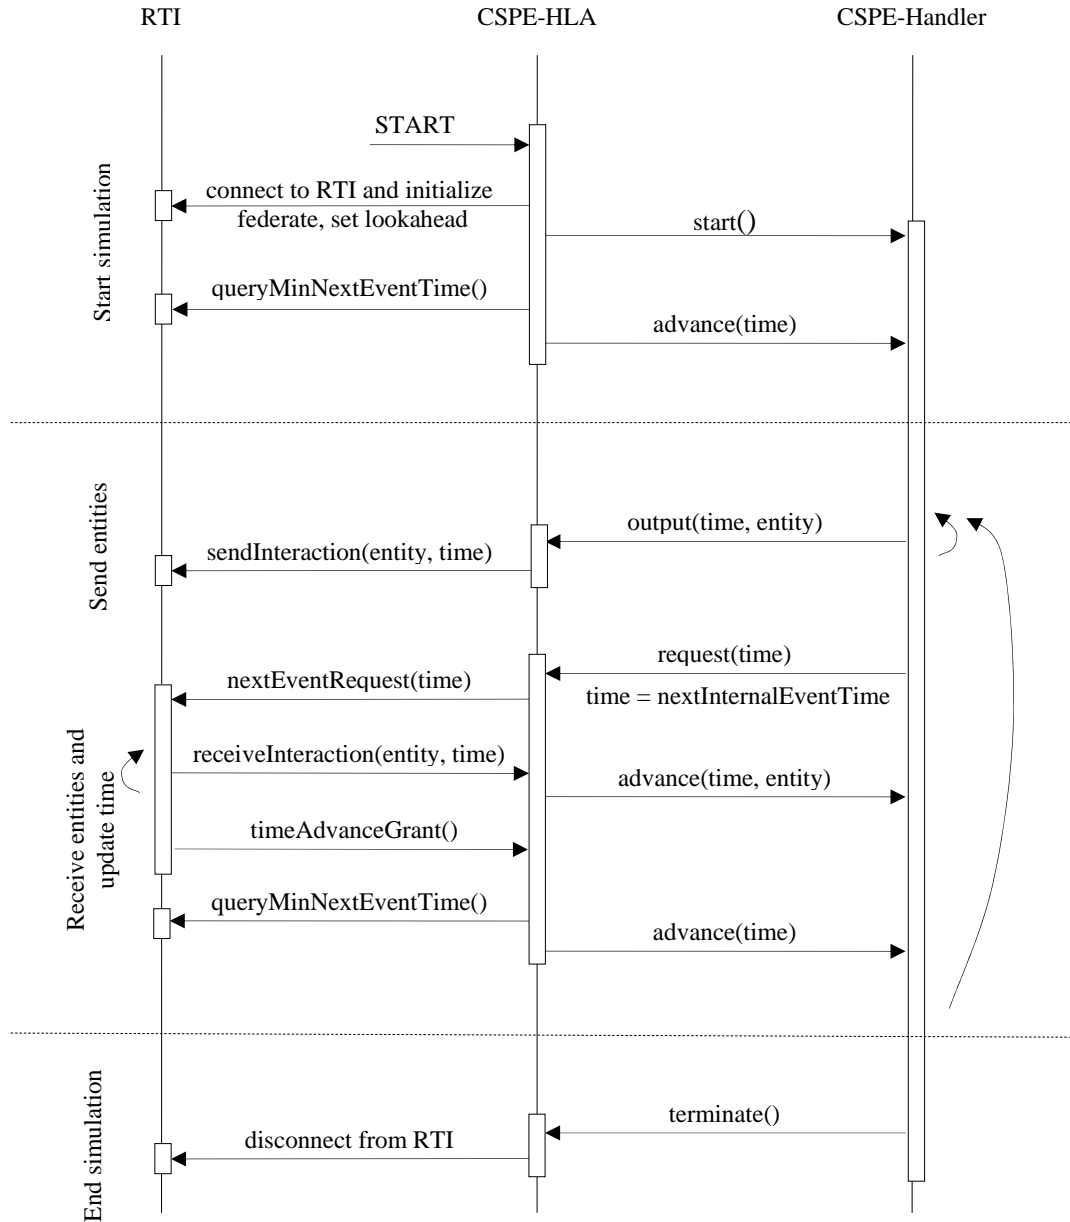 RTI
CSPE-HLA
CSPE-Handler
START
Start simulation
connect to RTI and initialize
federate, set lookahead
start()
queryMinNextEventTime()
advance(time)
Send entities
output(time, entity)
sendInteraction(entity, time)
request(time)
nextEventRequest(time)
time = nextInternalEventTime
Receive entities and
update time
receiveInteraction(entity, time)
advance(time, entity)
timeAdvanceGrant()
queryMinNextEventTime()
advance(time)
End simulation
terminate()
disconnect from RTI